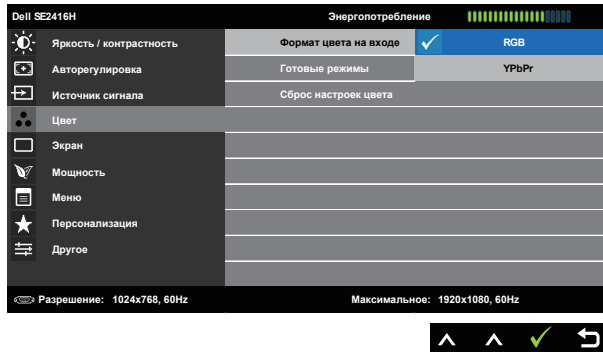 Dell SE2416H Энергопотребление
Яркость / контрастность Формат цвета на входе RGB
Авторегулировка Готовые режимы YPbPr
Источник сигнала Сброс настроек цвета
Цвет
Экран
Мощность
Меню
Персонализация
Другое
Разрешение: 1024x768, 60Hz Максимальное: 1920x1080, 60Hz